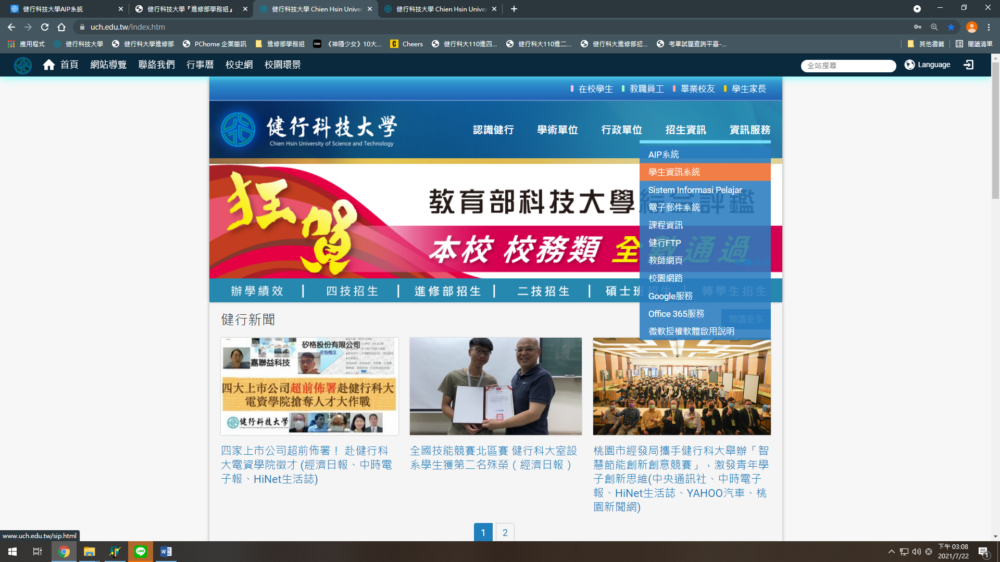 健行科技大學AIP系統
健行科技大學『進修部學務組』
健行科技大學 Chien Hsin Univer
健行科技大學 Chien Hsin Unive
uch.edu.tw/index.htm
應用程式
健行科技大學
健行科大學進修部
PChome 企業簡訊
進修部學務組
《神隱少女》10大...
Cheers
健行科大110進四...
健行科大110進二...
健行科大進修部招...
考畢試題查詢平臺-...
其他書籤
閱讀清單
首頁 網站導覽 聯絡我們 行事曆 校史網 校園環景
全站搜尋
Language
在校學生 教職員工 畢業校友 學生家長
健行科技大學
Chien Hsin University of Science and Technology
認識健行 學術單位 行政單位 招生資訊 資訊服務
AIP系統
學生資訊系統
Sistem Informasi Pelajar
電子郵件系統
課程資訊
健行FTP
教師網頁
校園網路
Google服務
Office 365服務
微軟授權軟體啟用說明
狂賀
教育部科技大學綜合評鑑
本校 校務類 全數通過
辦學績效 | 四技招生 | 進修部招生 | 二技招生 | 碩士班招生 | 轉學生招生
健行新聞
閱讀更多
矽格股份有限公司
矽格概況
嘉聯益科技
四大上市公司超前佈署赴健行科大
電資學院搶奪人才大作戰
健行科技大學
四家上市公司超前佈署！ 赴健行科
大電資學院徵才 (經濟日報、中時電
子報、HiNet生活誌)
全國技能競賽北區賽 健行科大室設
系學生獲第二名殊榮（經濟日報）
桃園市經發局攜手健行科大舉辦「智
慧節能創新創意競賽」，激發青年學
子創新思維(中央通訊社、中時電子
報、HiNet生活誌、YAHOO汽車、桃
園新聞網)
1 2
www.uch.edu.tw/sip.html
下午 03:08
2021/7/22
1